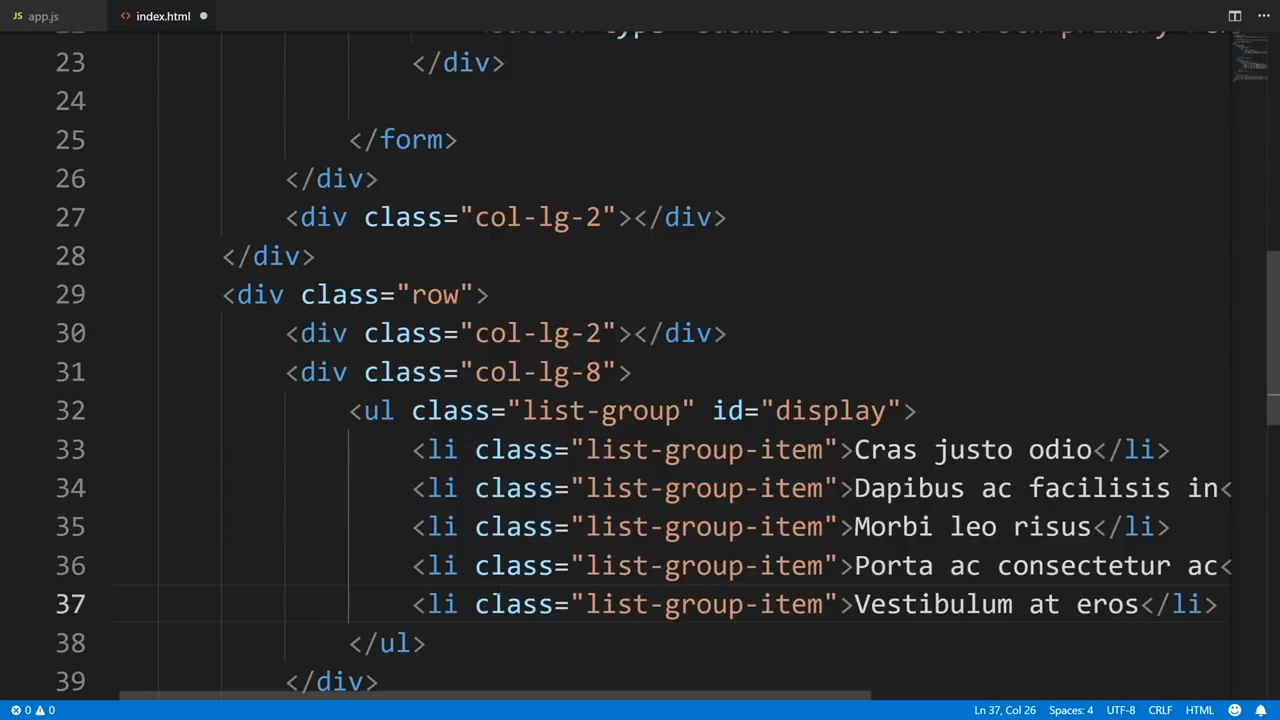 JS app.js <> index.html
23 </div>
24
25 </form>
26 </div>
27 <div class="col-lg-2"></div>
28 </div>
29 <div class="row">
30 <div class="col-lg-2"></div>
31 <div class="col-lg-8">
32 <ul class="list-group" id="display">
33 <li class="list-group-item">Cras justo odio</li>
34 <li class="list-group-item">Dapibus ac facilisis in<
35 <li class="list-group-item">Morbi leo risus</li>
36 <li class="list-group-item">Porta ac consectetur ac<
37 <li class="list-group-item">Vestibulum at eros</li>
38 </ul>
39 </div>
0 0 Ln 37, Col 26 Spaces: 4 UTF-8 CRLF HTML